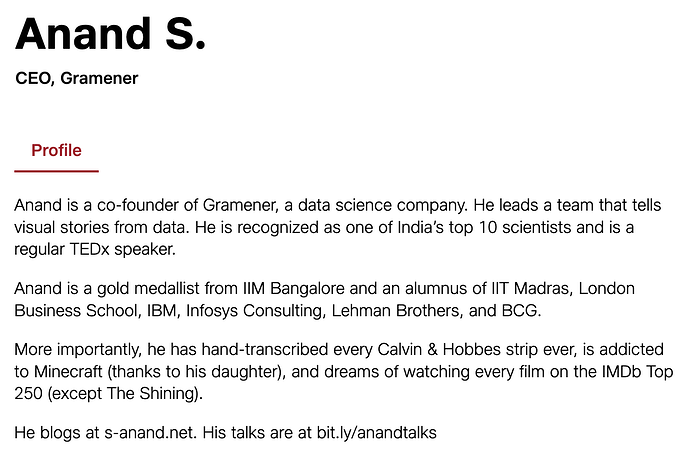 Anand S.
CEO, Gramener
Profile
Anand is a co-founder of Gramener, a data science company. He leads a team that tells
visual stories from data. He is recognized as one of India’s top 10 scientists and is a
regular TEDx speaker.
Anand is a gold medallist from IIM Bangalore and an alumnus of IIT Madras, London
Business School, IBM, Infosys Consulting, Lehman Brothers, and BCG.
More importantly, he has hand-transcribed every Calvin & Hobbes strip ever, is addicted
to Minecraft (thanks to his daughter), and dreams of watching every film on the IMDb Top
250 (except The Shining).
He blogs at s-anand.net. His talks are at bit.ly/anandtalks